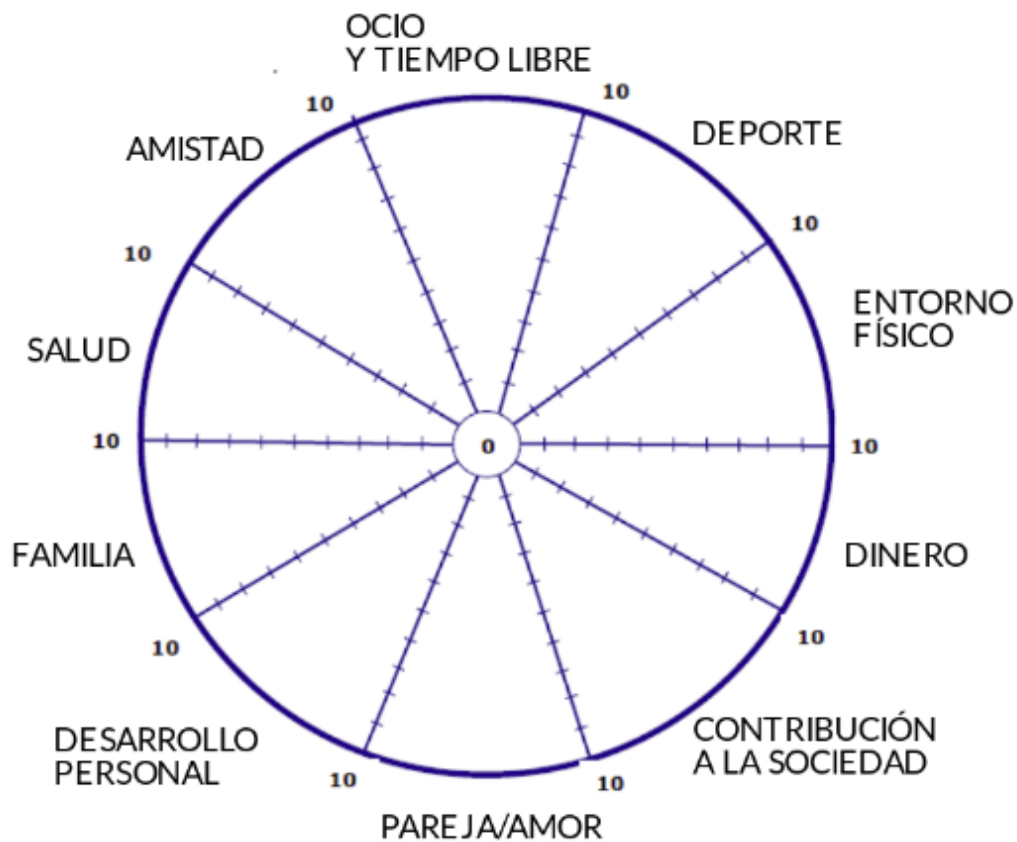 OCIO
Y TIEMPO LIBRE
10
10
DEPORTE
AMISTAD
10
10
ENTORNO
FÍSICO
SALUD
10
0
10
FAMILIA
DINERO
10
10
DESARROLLO
PERSONAL
CONTRIBUCIÓN
A LA SOCIEDAD
10
10
PAREJA/AMOR